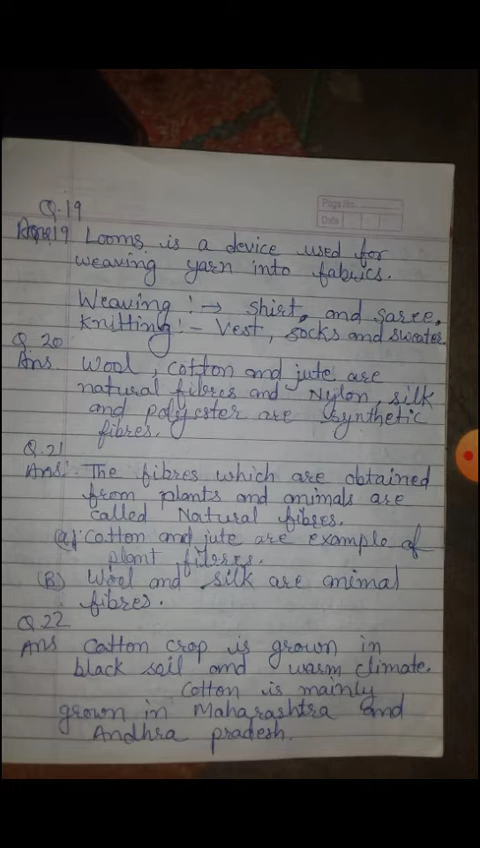 Page No.
Date
Q.19
Ans19 Looms is a device used for
weaving yarn into fabrics.
Weaving :→ shirt, and saree.
Knitting :- Vest, socks and sweater.
Q 20
Ans. Wool, cotton and jute are
natural fibres and Nylon, silk
and polyester are synthetic
fibres.
Q.21
Ans: The fibres which are obtained
from plants and animals are
called Natural fibres.
(a) cotton and jute are example of
plant fibres.
(B) Wool and silk are animal
fibres.
Q 22
Ans Cotton crop is grown in
black soil and warm climate.
Cotton is mainly
grown in Maharashtra and
Andhra pradesh.